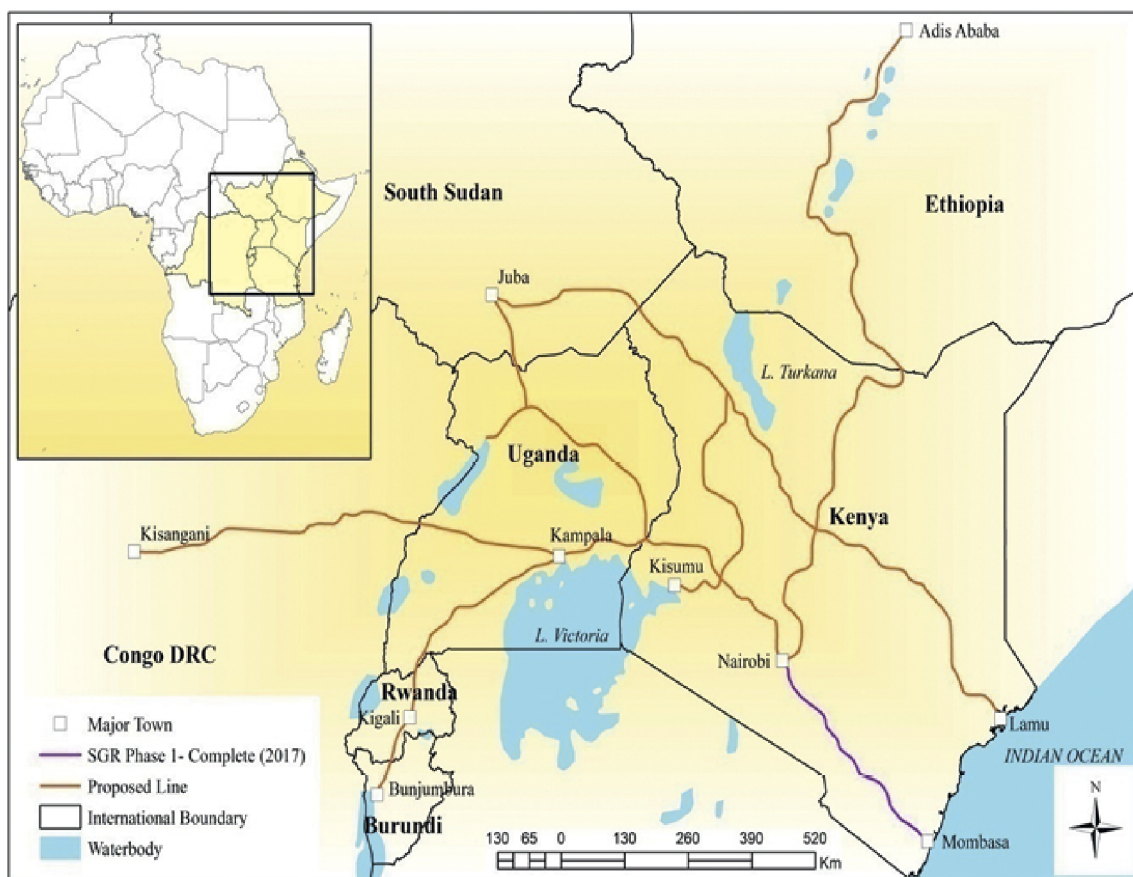 Adis Ababa
South Sudan
Ethiopia
Juba
L. Turkana
Uganda
Kenya
Kisangani
Kampala
Kisumu
L. Victoria
Congo DRC
Nairobi
Rwanda
Kigali
Lamu
INDIAN OCEAN
Bunjumbura
Burundi
Mombasa
Major Town
SGR Phase 1- Complete (2017)
Proposed Line
International Boundary
Waterbody
130 65 0 130 260 390 520
Km
N